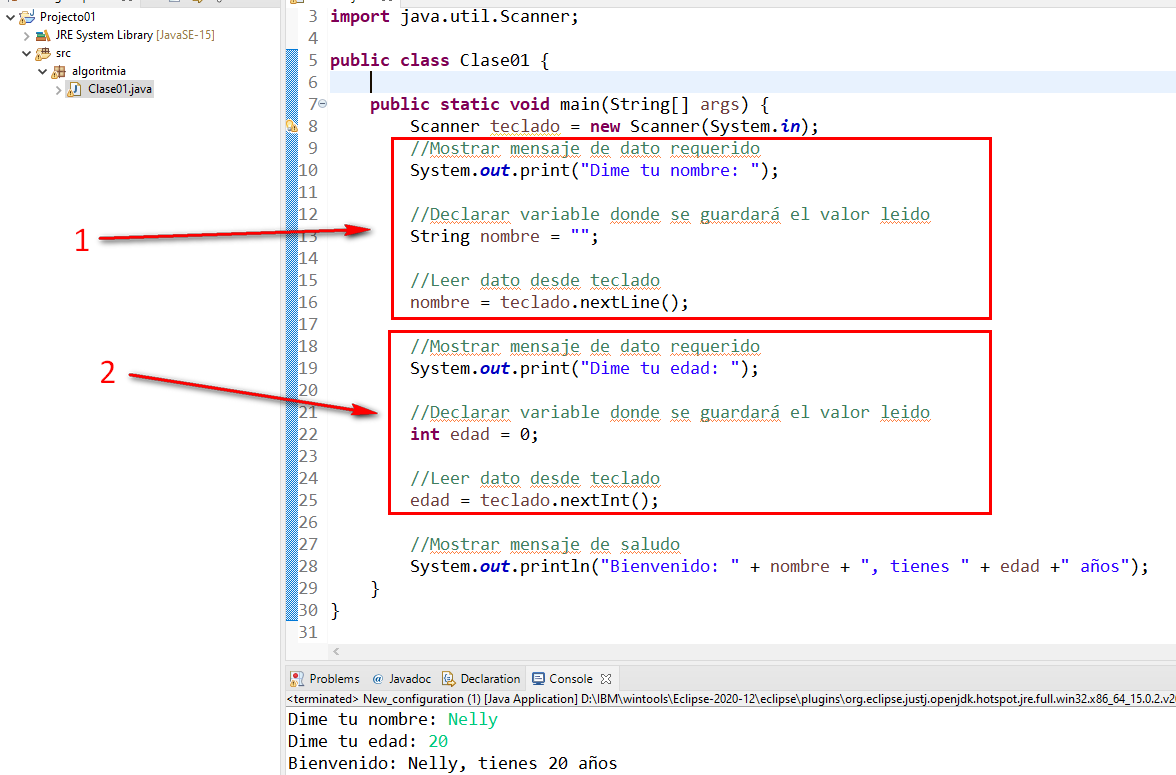 Projecto01
JRE System Library [JavaSE-15]
src
algoritmia
Clase01.java
3 import java.util.Scanner;
4
5 public class Clase01 {
6
7 public static void main(String[] args) {
8 Scanner teclado = new Scanner(System.in);
9 //Mostrar mensaje de dato requerido
10 System.out.print("Dime tu nombre: ");
11
12 //Declarar variable donde se guardará el valor leido
1
13 String nombre = "";
14
15 //Leer dato desde teclado
16 nombre = teclado.nextLine();
17
18 //Mostrar mensaje de dato requerido
19 System.out.print("Dime tu edad: ");
2
20
21 //Declarar variable donde se guardará el valor leido
22 int edad = 0;
23
24 //Leer dato desde teclado
25 edad = teclado.nextInt();
26
27 //Mostrar mensaje de saludo
28 System.out.println("Bienvenido: " + nombre + ", tienes " + edad +" años");
29 }
30 }
31
Problems @ Javadoc Declaration Console
<terminated> New_configuration (1) [Java Application] D:\IBM\wintools\Eclipse-2020-12\eclipse\plugins\org.eclipse.justj.openjdk.hotspot.jre.full.win32.x86_64_15.0.2.v20
Dime tu nombre: Nelly
Dime tu edad: 20
Bienvenido: Nelly, tienes 20 años